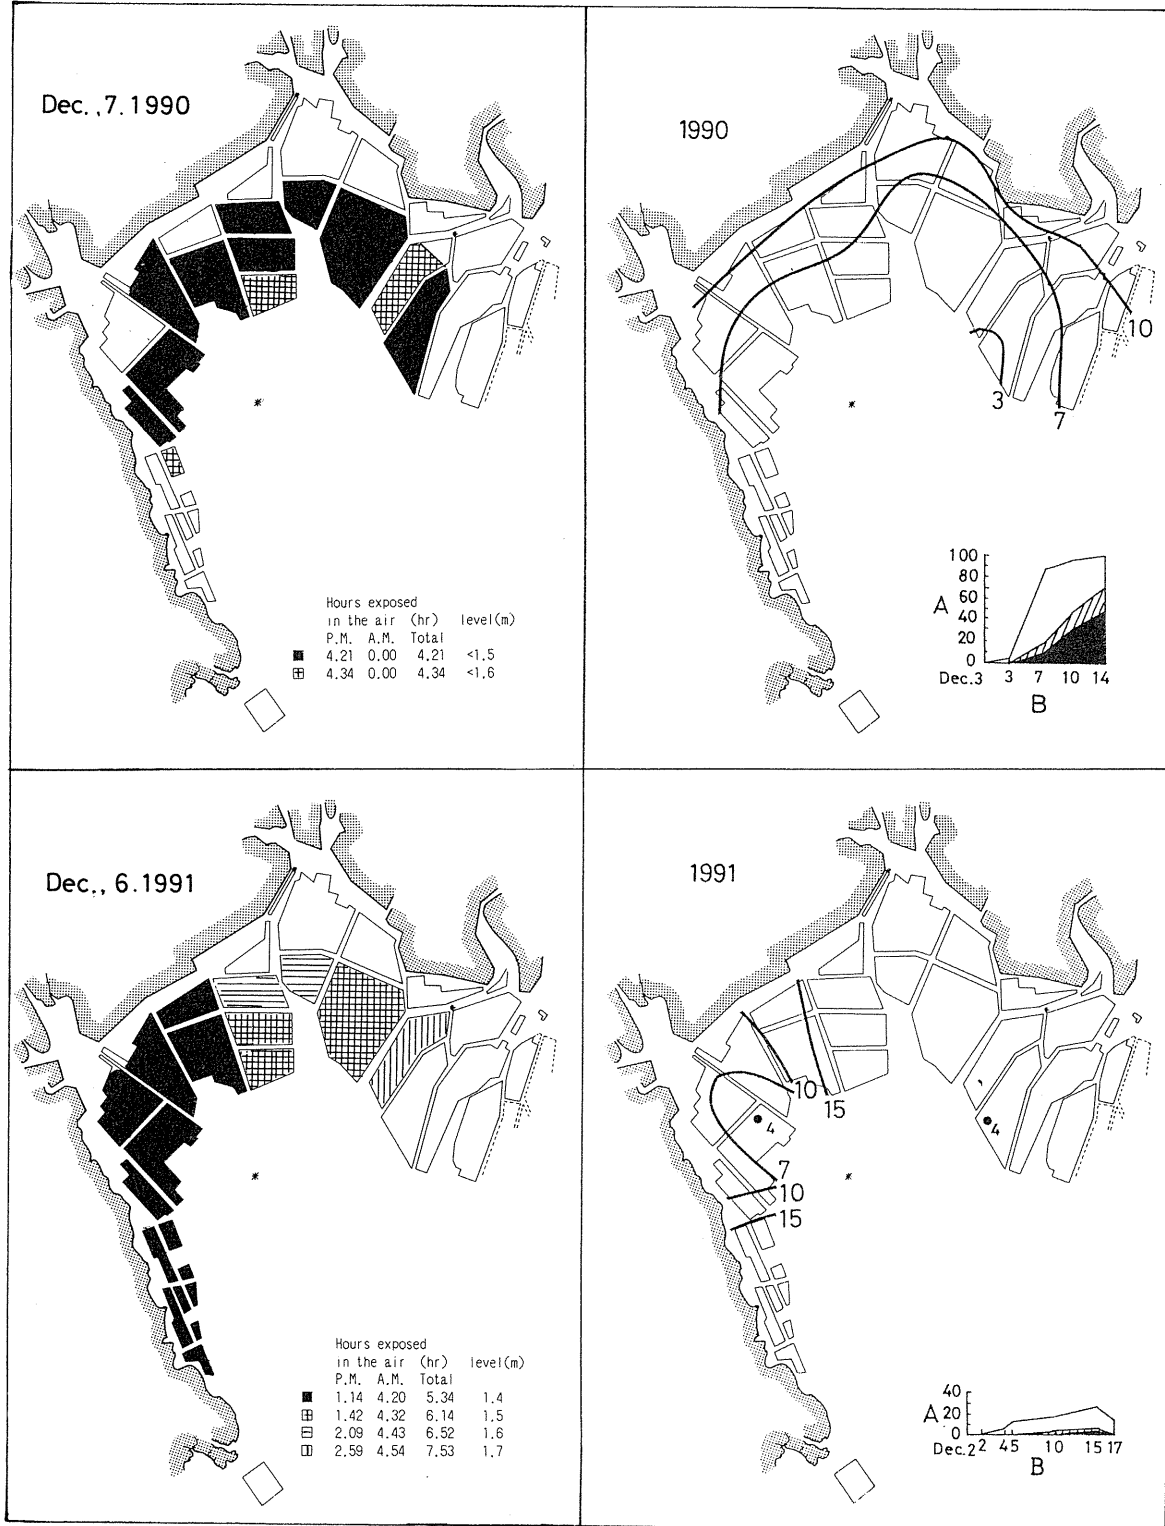 Dec.,7.1990
Hours exposed
in the air (hr) level(m)
P.M. A.M. Total
4.21 0.00 4.21 <1.5
4.34 0.00 4.34 <1.6
1990
10
3
7
100
80
60
A
40
20
0
Dec.3 3 7 10 14
B
Dec., 6.1991
Hours exposed
in the air (hr) level(m)
P.M. A.M. Total
1.14 4.20 5.34 1.4
1.42 4.32 6.14 1.5
2.09 4.43 6.52 1.6
2.59 4.54 7.53 1.7
1991
10
15
4
4
7
10
15
40
A 20
0
Dec.2 2 4 5 10 15 17
B